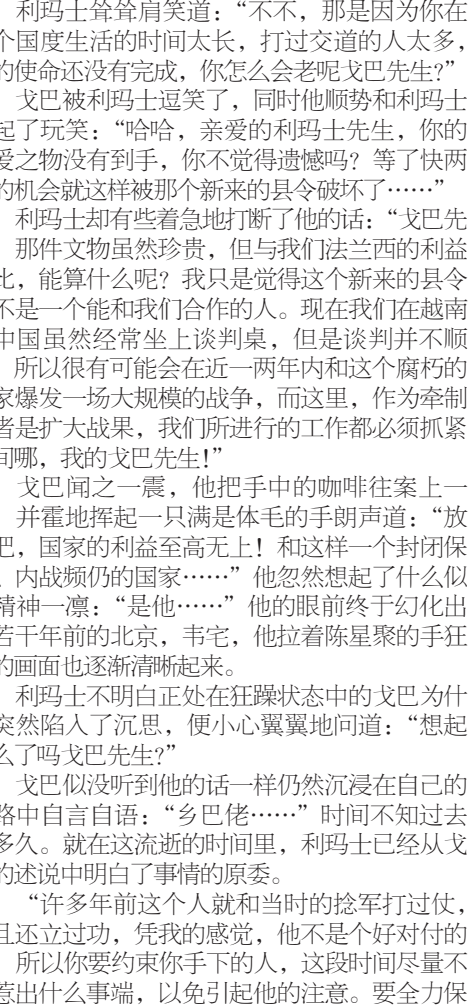 利玛士耸耸肩笑道：“不不，那是因为你在
个国度生活的时间太长，打过交道的人太多，
的使命还没有完成，你怎么会老呢戈巴先生?”
戈巴被利玛士逗笑了，同时他顺势和利玛士
起了玩笑：“哈哈，亲爱的利玛士先生，你的
爱之物没有到手，你不觉得遗憾吗？等了快两
的机会就这样被那个新来的县令破坏了……”
利玛士却有些着急地打断了他的话：“戈巴先
那件文物虽然珍贵，但与我们法兰西的利益
比，能算什么呢？我只是觉得这个新来的县令
不是一个能和我们合作的人。现在我们在越南
中国虽然经常坐上谈判桌，但是谈判并不顺
所以很有可能会在近一两年内和这个腐朽的
家爆发一场大规模的战争，而这里，作为牵制
者是扩大战果，我们所进行的工作都必须抓紧
间哪，我的戈巴先生!”
戈巴闻之一震，他把手中的咖啡往案上一
并霍地挥起一只满是体毛的手朗声道：“放
吧，国家的利益至高无上！和这样一个封闭保
、内战频仍的国家……”他忽然想起了什么似
精神一凛：“是他……”他的眼前终于幻化出
若干年前的北京，韦宅，他拉着陈星聚的手狂
的画面也逐渐清晰起来。
利玛士不明白正处在狂躁状态中的戈巴为什
突然陷入了沉思，便小心翼翼地问道：“想起
么了吗戈巴先生?”
戈巴似没听到他的话一样仍然沉浸在自己的
路中自言自语：“乡巴佬……”时间不知过去
多久。就在这流逝的时间里，利玛士已经从戈
的述说中明白了事情的原委。
“许多年前这个人就和当时的捻军打过仗，
且还立过功，凭我的感觉，他不是个好对付的
所以你要约束你手下的人，这段时间尽量不
惹出什么事端，以免引起他的注意。要全力保